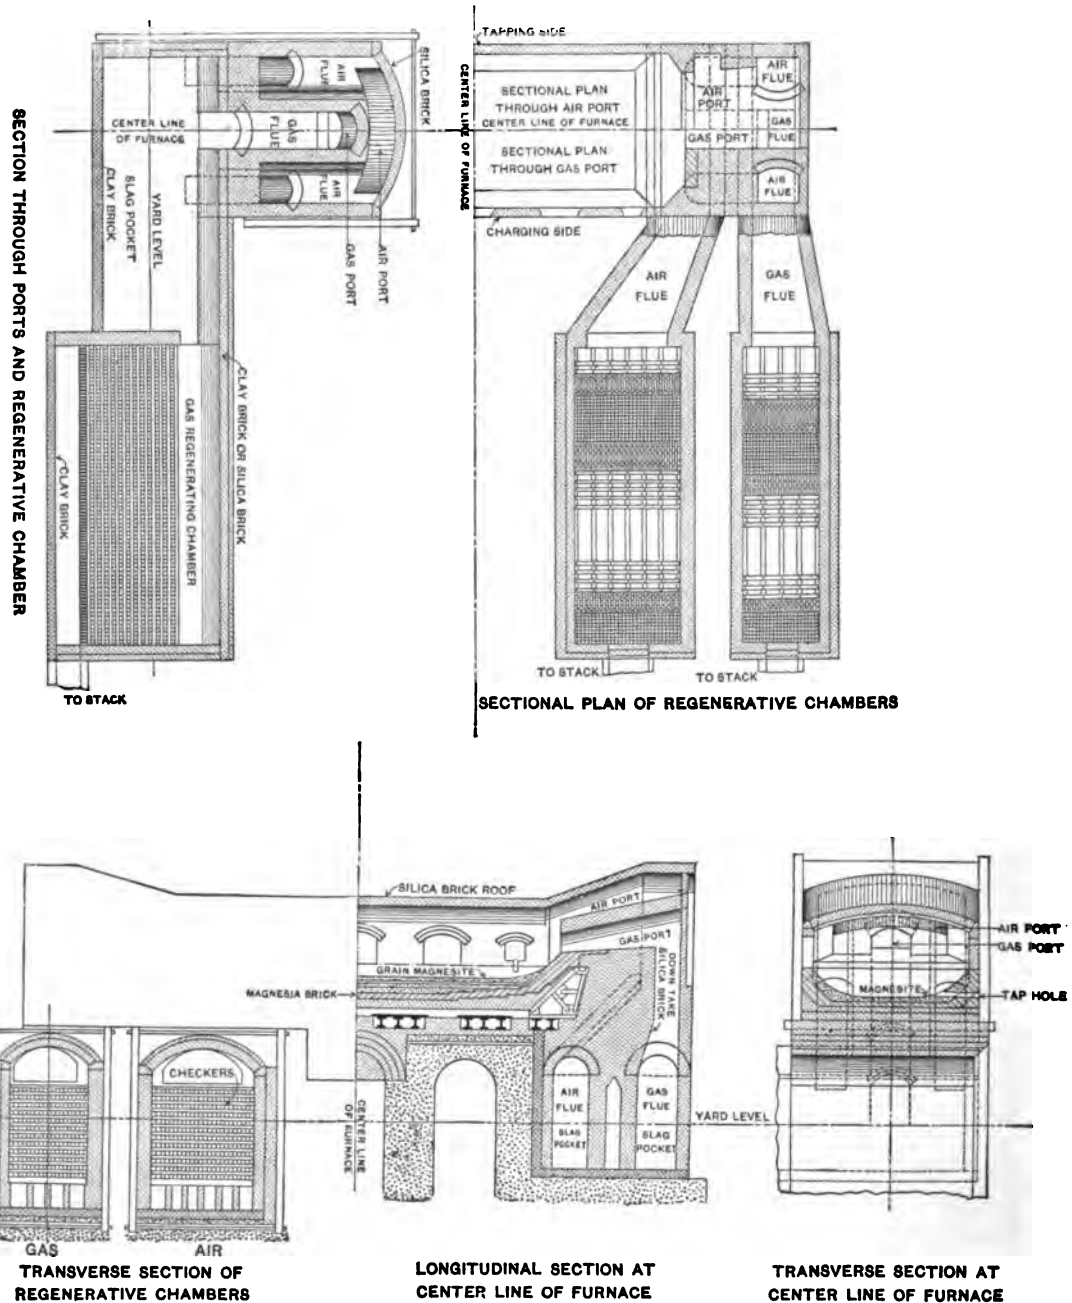 SECTION THROUGH PORTS AND REGENERATIVE CHAMBER
CENTER LINE
OF FURNACE
CLAY BRICK
SLAG POCKET
YARD LEVEL
AIR
FLUE
GAS
FLUE
AIR
FLUE
SILICA BRICK
AIR PORT
GAS PORT
CLAY BRICK OR SILICA BRICK
GAS REGENERATING CHAMBER
CLAY BRICK
TO STACK
TAPPING SIDE
CENTER LINE OF FURNACE
SECTIONAL PLAN
THROUGH AIR PORT
CENTER LINE OF FURNACE
SECTIONAL PLAN
THROUGH GAS PORT
AIR
FLUE
AIR
PORT
GAS PORT
GAS
FLUE
AIR
FLUE
CHARGING SIDE
AIR
FLUE
GAS
FLUE
TO STACK
TO STACK
SECTIONAL PLAN OF REGENERATIVE CHAMBERS
SILICA BRICK ROOF
AIR PORT
GAS PORT
GRAIN MAGNESITE
MAGNESIA BRICK
DOWN TAKE
SILICA BRICK
CHECKERS
CENTER LINE
OF FURNACE
AIR
FLUE
SLAG
POCKET
GAS
FLUE
SLAG
POCKET
YARD LEVEL
AIR PORT
GAS PORT
MAGNESITE
TAP HOLE
GAS
AIR
TRANSVERSE SECTION OF
REGENERATIVE CHAMBERS
LONGITUDINAL SECTION AT
CENTER LINE OF FURNACE
TRANSVERSE SECTION AT
CENTER LINE OF FURNACE